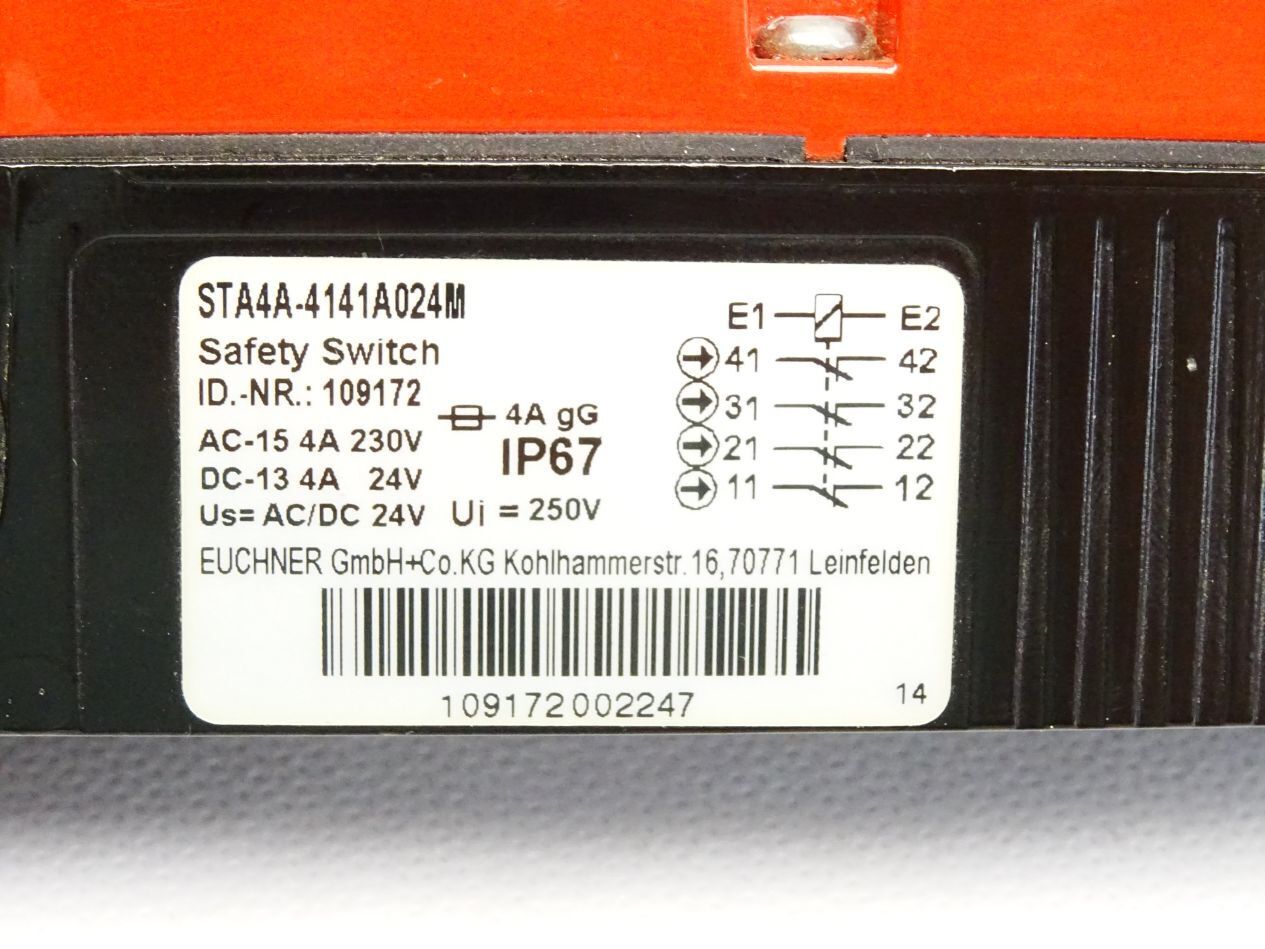 STA4A-4141A024M
Safety Switch
ID.-NR.: 109172
4A gG
AC-15 4A 230V
IP67
DC-13 4A 24V
Us= AC/DC 24V Ui = 250V
E1 E2
41 42
31 32
21 22
11 12
EUCHNER GmbH+Co.KG Kohlhammerstr.16,70771 Leinfelden
109172002247
14